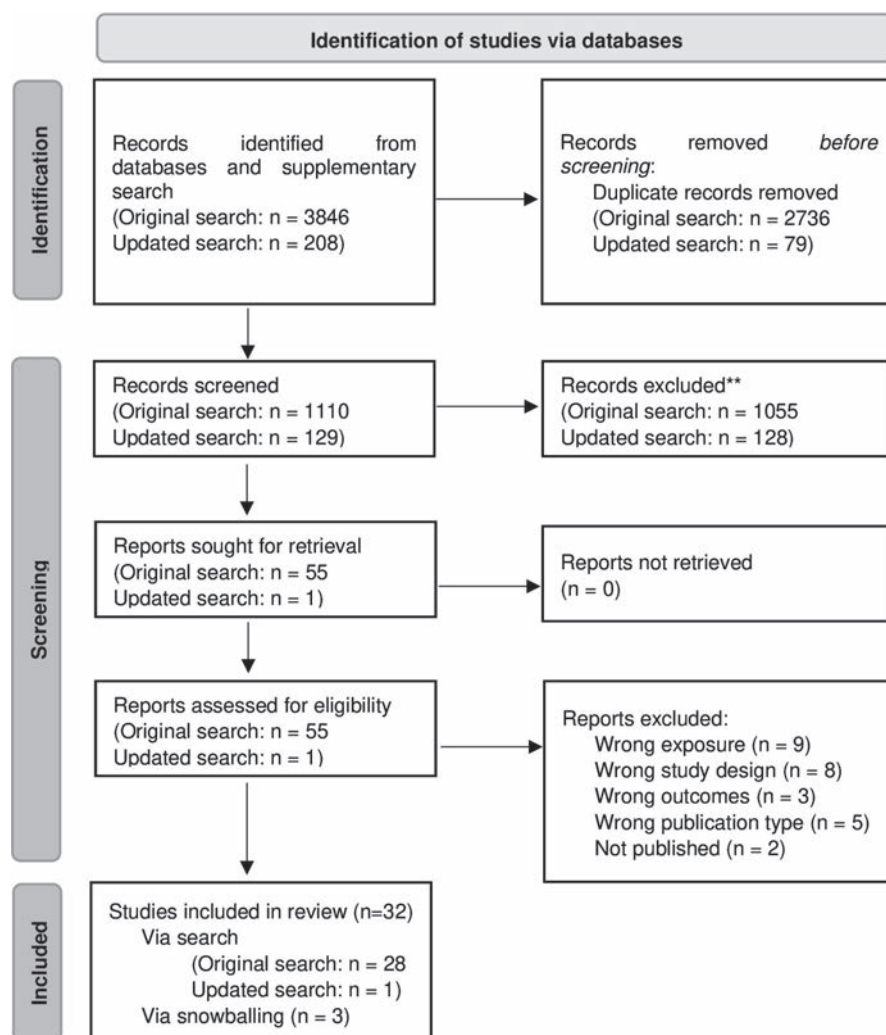 Identification of studies via databases
Identification
Records identified from
databases and supplementary
search
(Original search: n = 3846
Updated search: n = 208)
Records removed before
screening:
Duplicate records removed
(Original search: n = 2736
Updated search: n = 79)
Screening
Records screened
(Original search: n = 1110
Updated search: n = 129)
Records excluded**
(Original search: n = 1055
Updated search: n = 128)
Reports sought for retrieval
(Original search: n = 55
Updated search: n = 1)
Reports not retrieved
(n = 0)
Reports assessed for eligibility
(Original search: n = 55
Updated search: n = 1)
Reports excluded:
Wrong exposure (n = 9)
Wrong study design (n = 8)
Wrong outcomes (n = 3)
Wrong publication type (n = 5)
Not published (n = 2)
Included
Studies included in review (n=32)
Via search
(Original search: n = 28
Updated search: n = 1)
Via snowballing (n = 3)